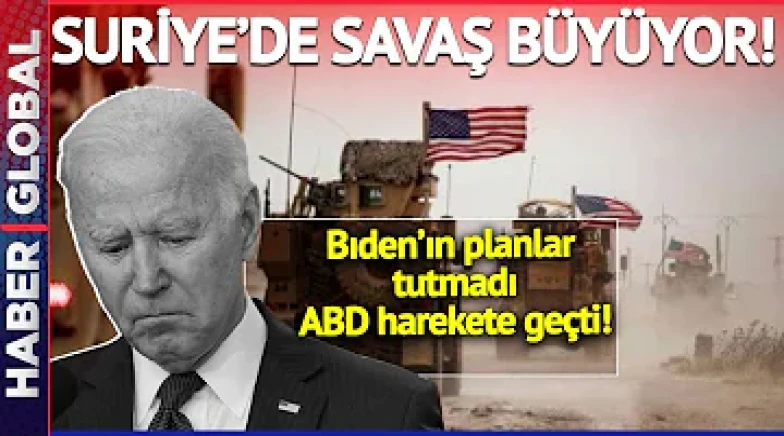 SURİYE'DE SAVAŞ BÜYÜYOR!
HABER GLOBAL
Bıden'ın planlar
tutmadı
ABD harekete geçti!